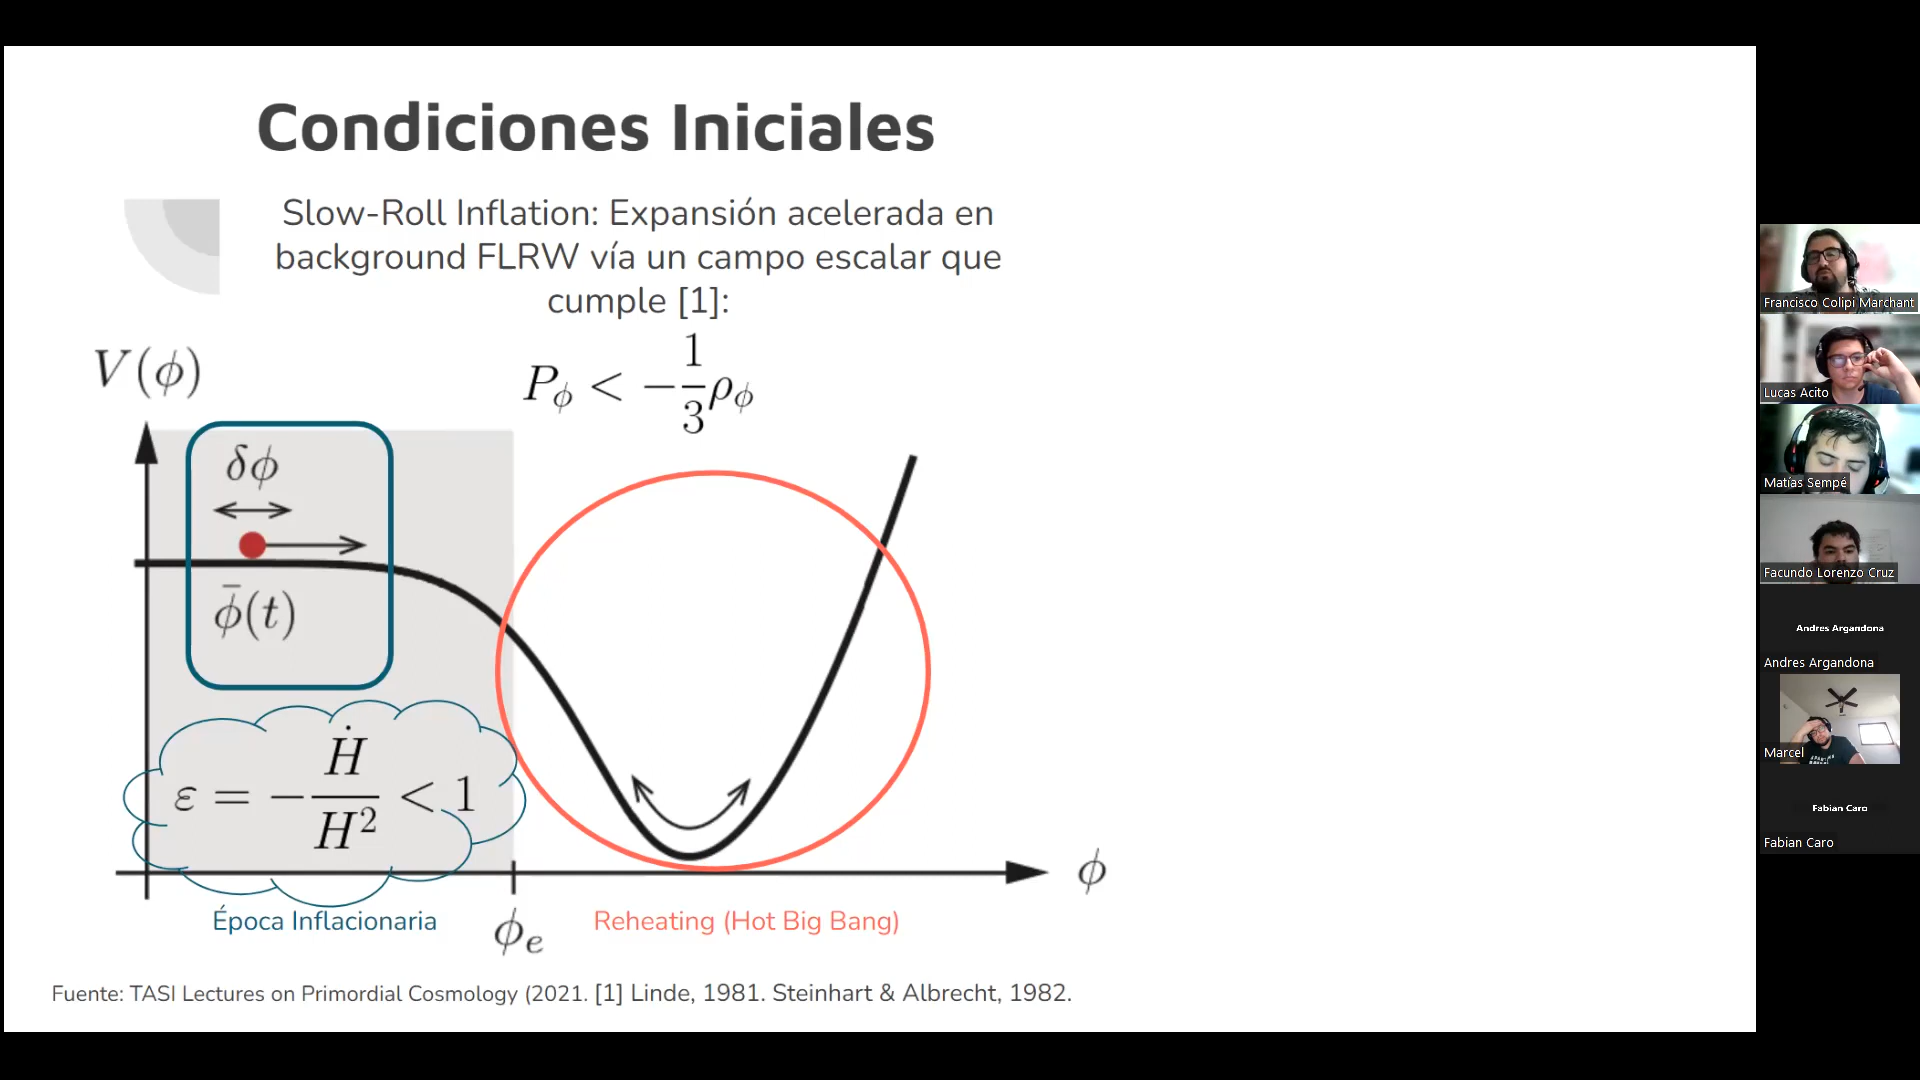 Condiciones Iniciales
Slow-Roll Inflation: Expansión acelerada en
background FLRW vía un campo escalar que
cumple [1]:
P_ϕ < −1/3 ρ_ϕ
V(ϕ)
δϕ
ϕ̄(t)
ε = −Ḣ/H² < 1
ϕ
Época Inflacionaria
ϕ_e
Reheating (Hot Big Bang)
Fuente: TASI Lectures on Primordial Cosmology (2021. [1] Linde, 1981. Steinhart & Albrecht, 1982.
Francisco Colipi Marchant
Lucas Acito
Matías Sempé
Facundo Lorenzo Cruz
Andres Argandona
Andres Argandona
Marcel
Fabian Caro
Fabian Caro